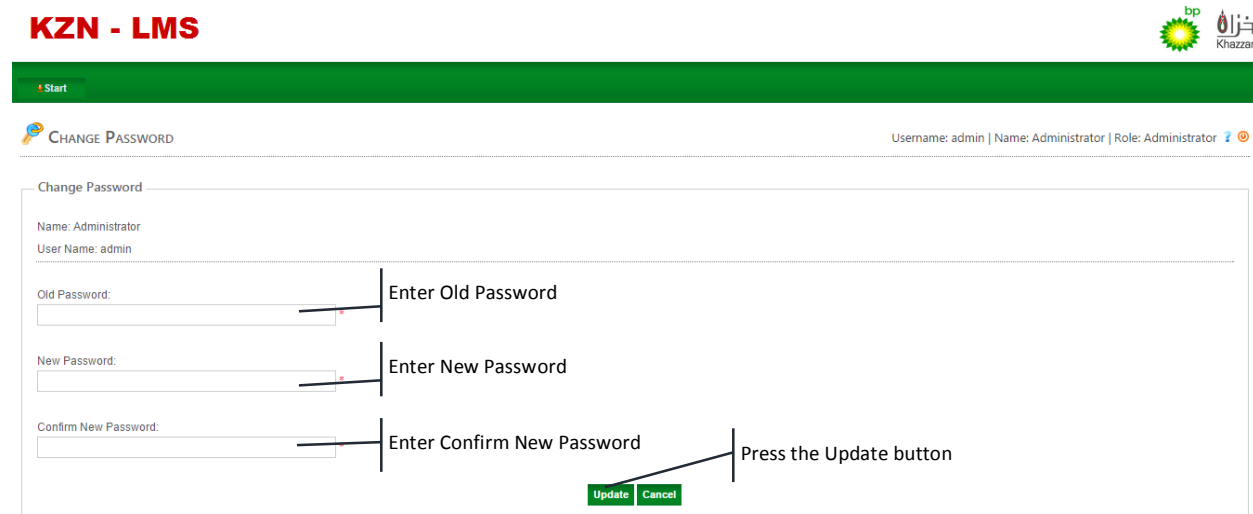 KZN - LMS
bp
خزان
Khazzan
Start
CHANGE PASSWORD
Username: admin | Name: Administrator | Role: Administrator ?
Change Password
Name: Administrator
User Name: admin
Old Password:
*
Enter Old Password
New Password:
*
Enter New Password
Confirm New Password:
*
Enter Confirm New Password
Press the Update button
Update Cancel